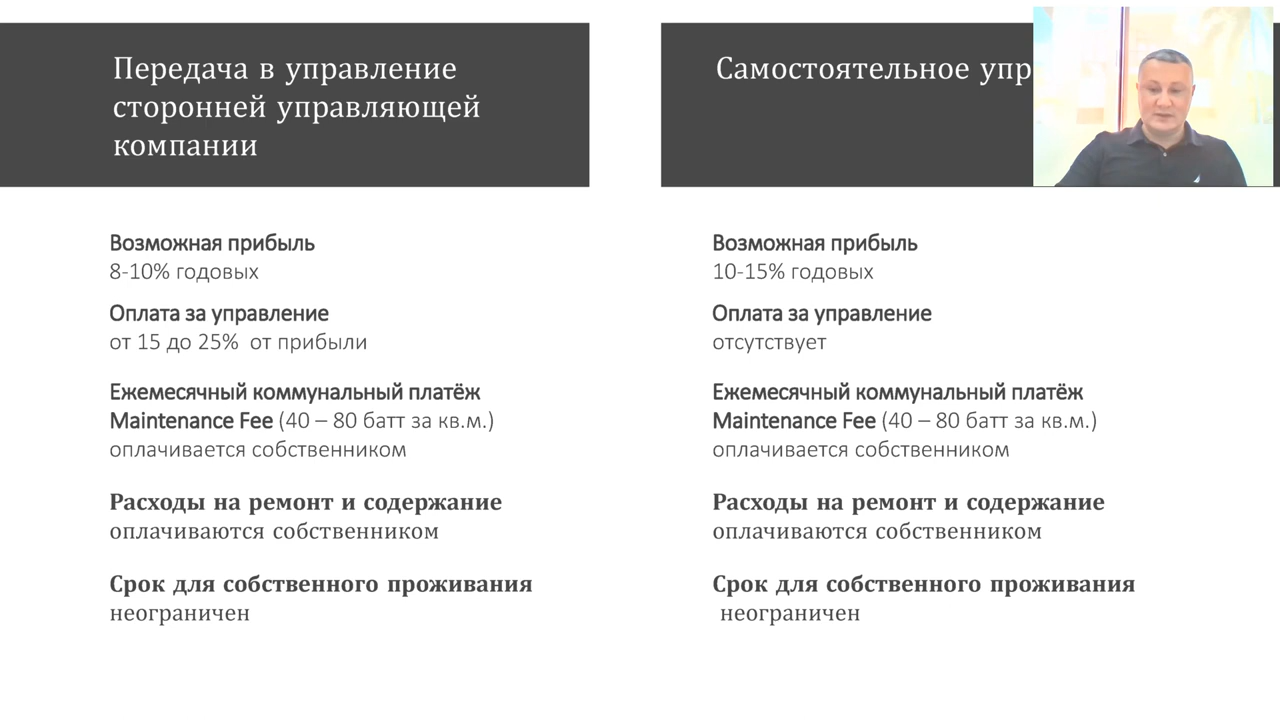 Передача в управление
сторонней управляющей
компании
Возможная прибыль
8-10% годовых
Оплата за управление
от 15 до 25%  от прибыли
Ежемесячный коммунальный платёж
Maintenance Fee (40 – 80 батт за кв.м.)
оплачивается собственником
Расходы на ремонт и содержание
оплачиваются собственником
Срок для собственного проживания
неограничен
Самостоятельное упр
Возможная прибыль
10-15% годовых
Оплата за управление
отсутствует
Ежемесячный коммунальный платёж
Maintenance Fee (40 – 80 батт за кв.м.)
оплачивается собственником
Расходы на ремонт и содержание
оплачиваются собственником
Срок для собственного проживания
неограничен